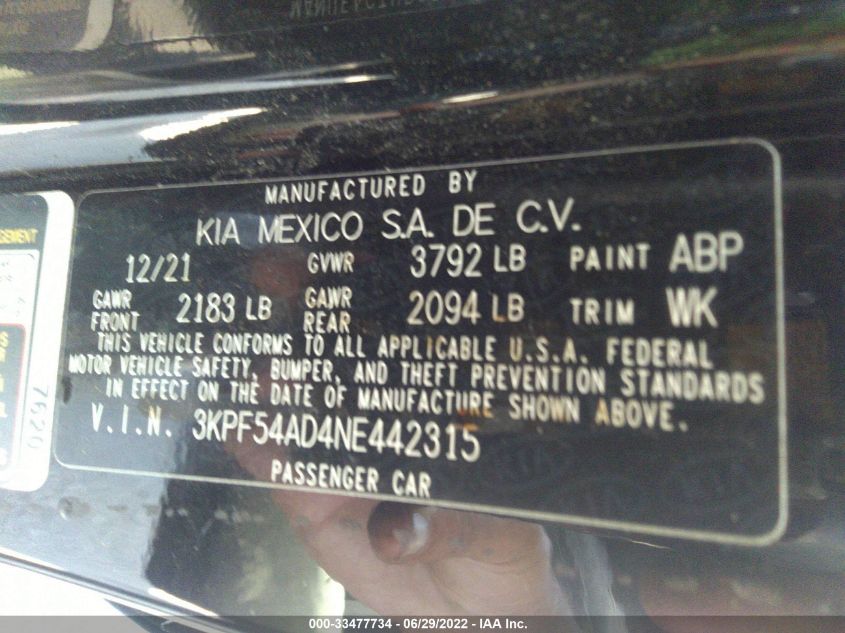 MANUFACTURED BY
KIA MEXICO S.A. DE C.V.
12/21 GVWR 3792 LB PAINT ABP
GAWR FRONT 2183 LB GAWR REAR 2094 LB TRIM WK
THIS VEHICLE CONFORMS TO ALL APPLICABLE U.S.A. FEDERAL
MOTOR VEHICLE SAFETY, BUMPER, AND THEFT PREVENTION STANDARDS
IN EFFECT ON THE DATE OF MANUFACTURE SHOWN ABOVE.
V.I.N. 3KPF54AD4NE442315
PASSENGER CAR
7620
000-33477734 - 06/29/2022 - IAA Inc.